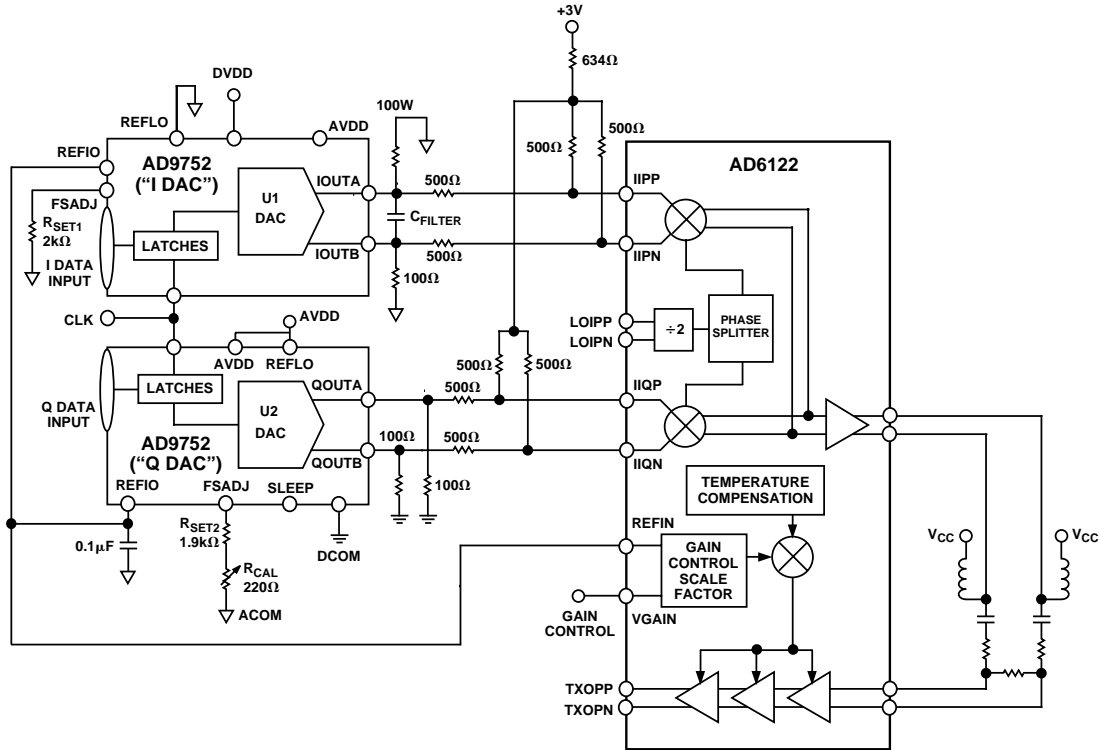 +3V
634Ω
DVDD
100W
REFLO
AVDD
500Ω
500Ω
REFIO
AD9752
("I DAC")
AD6122
U1
DAC
IOUTA
500Ω
IIPP
FSADJ
RSET1
2kΩ
CFILTER
LATCHES
IOUTB
500Ω
IIPN
I DATA
INPUT
100Ω
CLK
LOIPP
LOIPN
÷2
PHASE
SPLITTER
AVDD
AVDD
REFLO
500Ω
500Ω
LATCHES
QOUTA
500Ω
IIQP
Q DATA
INPUT
U2
DAC
AD9752
("Q DAC")
QOUTB
100Ω
500Ω
IIQN
REFIO
FSADJ
SLEEP
100Ω
TEMPERATURE
COMPENSATION
RSET2
1.9kΩ
0.1µF
DCOM
REFIN
GAIN
CONTROL
SCALE
FACTOR
VCC
VCC
RCAL
220Ω
ACOM
GAIN
CONTROL
VGAIN
TXOPP
TXOPN